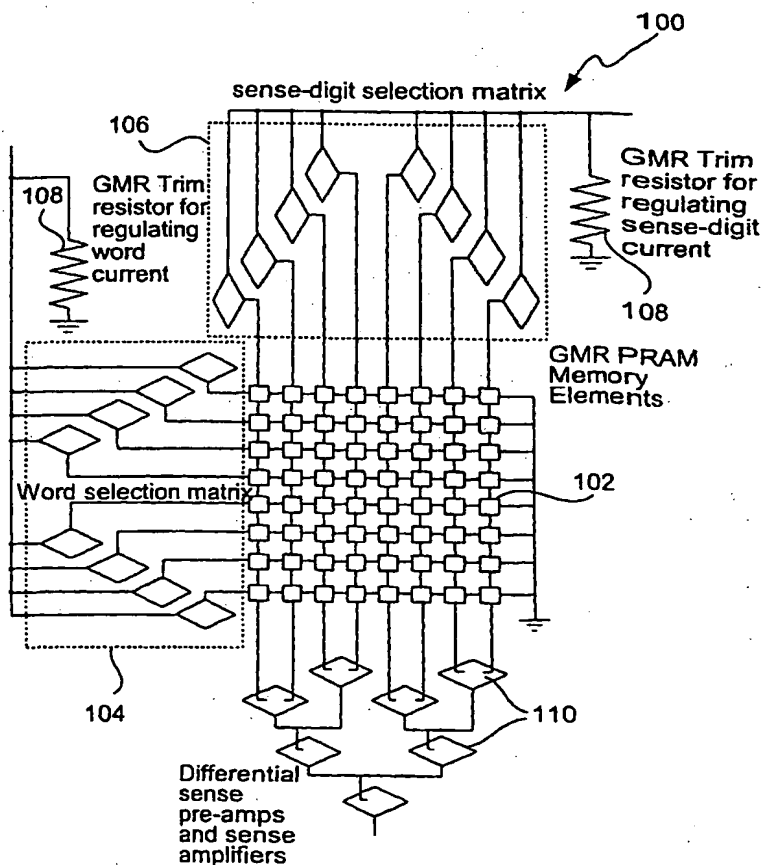 100
sense-digit selection matrix
106
108
GMR Trim
resistor for
regulating
word
current
GMR Trim
resistor for
regulating
sense-digit
current
108
GMR PRAM
Memory
Elements
Word selection matrix
102
104
110
Differential
sense
pre-amps
and sense
amplifiers